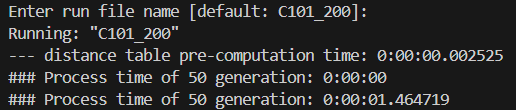 Enter run file name [default: C101_200]:
Running: "C101_200"
--- distance table pre-computation time: 0:00:00.002525
### Process time of 50 generation: 0:00:00
### Process time of 50 generation: 0:00:01.464719